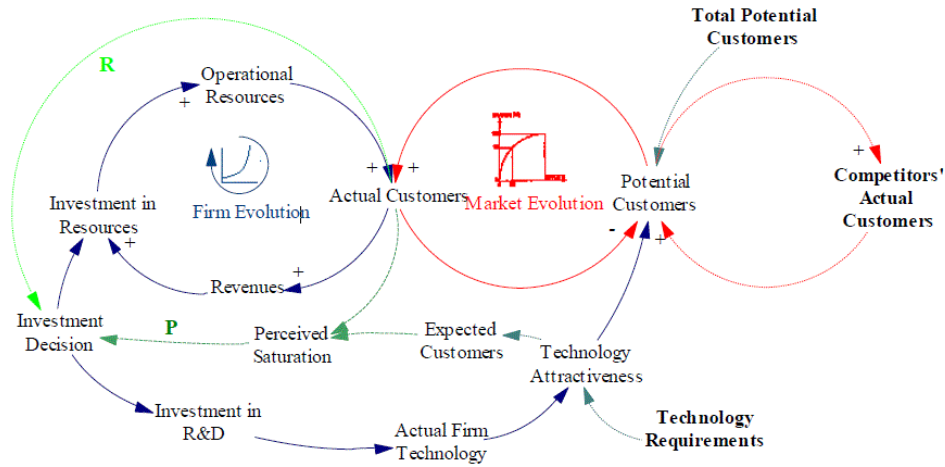 Total Potential
Customers
R
Operational
Resources
+
+
+
+
Competitors'
Actual
Customers
Potential
Customers
Actual Customers
Market Evolution
Investment in
Resources
Firm Evolution
-
+
+
+
Revenues
Investment
Decision
P
Perceived
Saturation
Expected
Customers
Technology
Attractiveness
Investment in
R&D
Actual Firm
Technology
Technology
Requirements